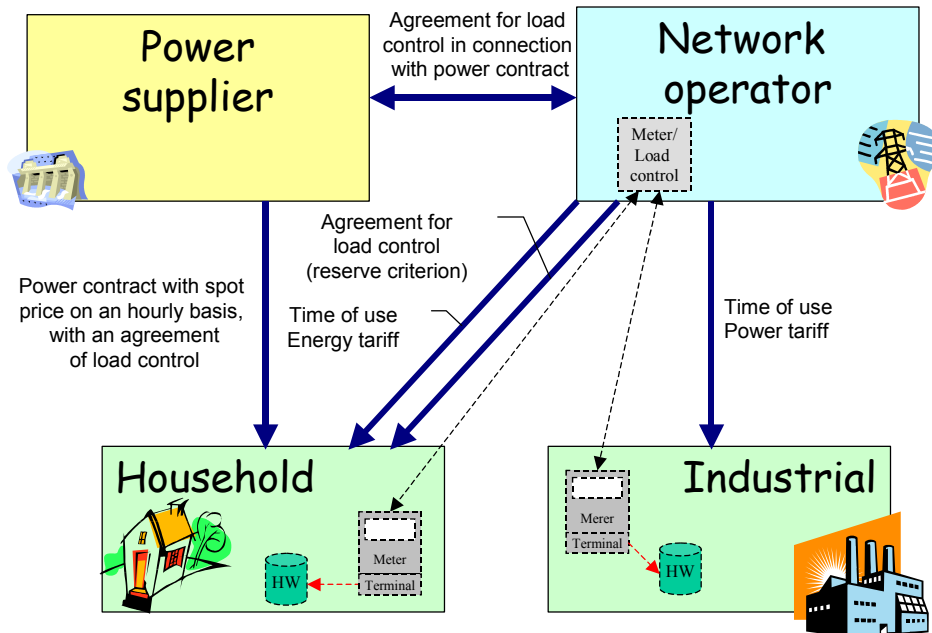 Power
supplier
Agreement for load
control in connection
with power contract
Network
operator
Meter/
Load
control
Agreement for
load control
(reserve criterion)
Power contract with spot
price on an hourly basis,
with an agreement
of load control
Time of use
Energy tariff
Time of use
Power tariff
Household
Meter
Terminal
HW
Industrial
Merer
Terminal
HW